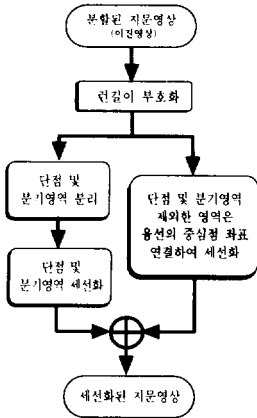 분할된 지문영상
(이진영상)
런길이 부호화
단점 및
분기영역 분리
단점 및
분기영역 세선화
단점 및 분기영역
제외한 영역은
융선의 중심점 좌표
연결하여 세선화
세선화된 지문영상